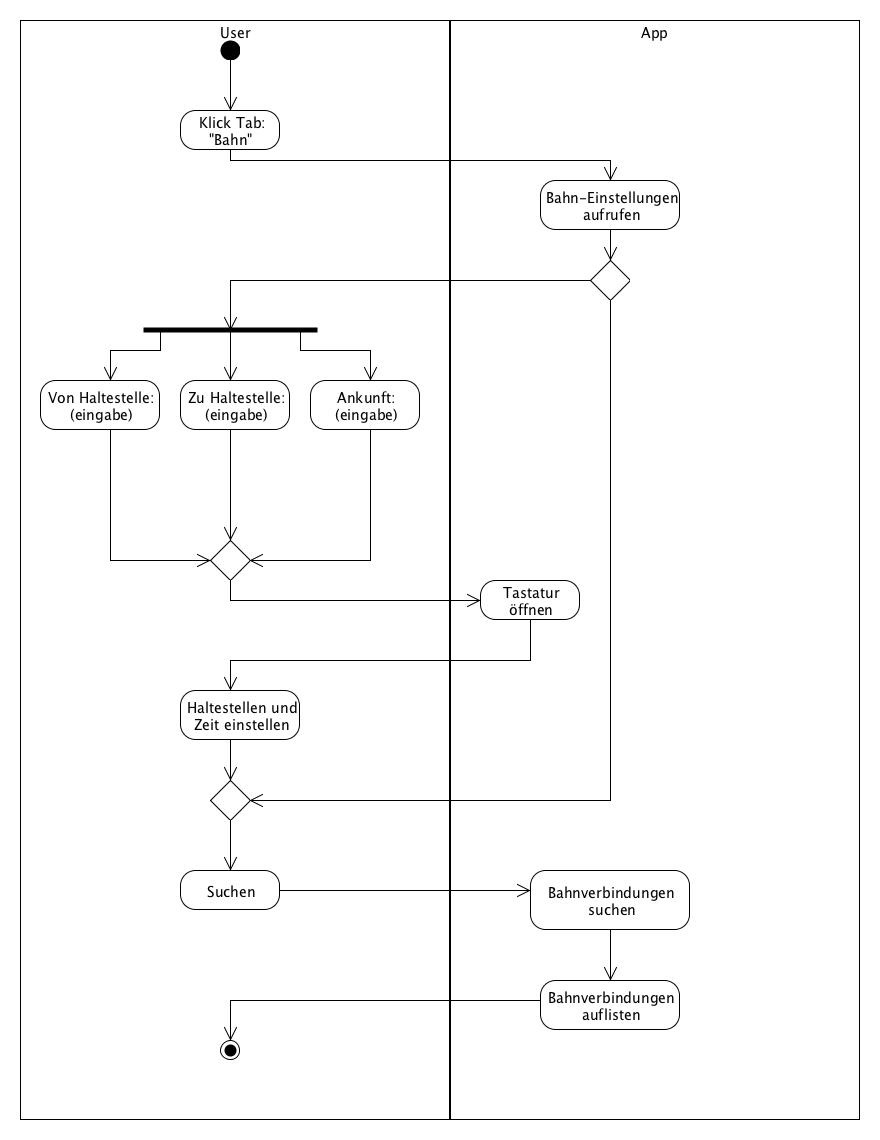 User
App
Klick Tab:
"Bahn"
Bahn-Einstellungen
aufrufen
Von Haltestelle:
(eingabe)
Zu Haltestelle:
(eingabe)
Ankunft:
(eingabe)
Tastatur
öffnen
Haltestellen und
Zeit einstellen
Suchen
Bahnverbindungen
suchen
Bahnverbindungen
auflisten